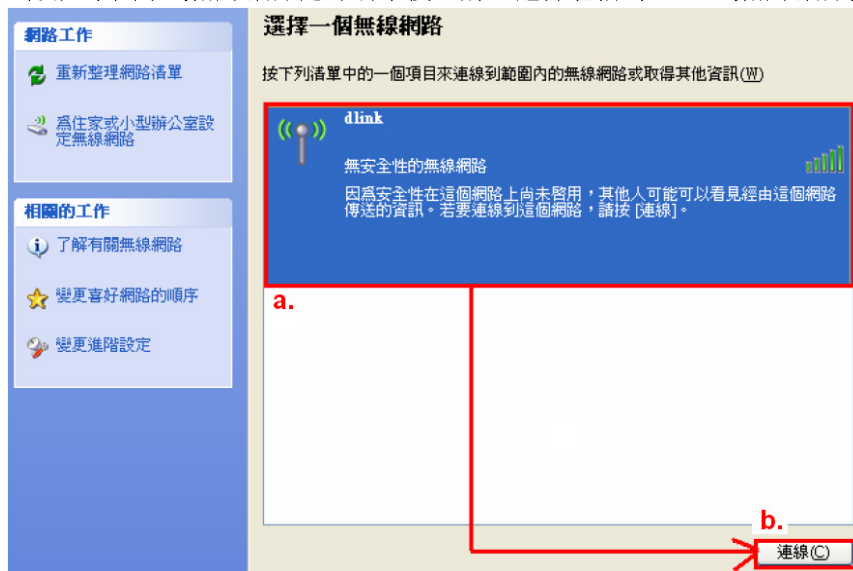 選擇一個無線網路
網路工作
重新整理網路清單
為住家或小型辦公室設
定無線網路
相關的工作
了解有關無線網路
變更喜好網路的順序
變更進階設定
按下列清單中的一個項目來連線到範圍內的無線網路或取得其他資訊(W)
dlink
無安全性的無線網路
因為安全性在這個網路上尚未啟用，其他人可能可以看見經由這個網路
傳送的資訊。若要連線到這個網路，請按 [連線]。
a.
b.
連線(C)